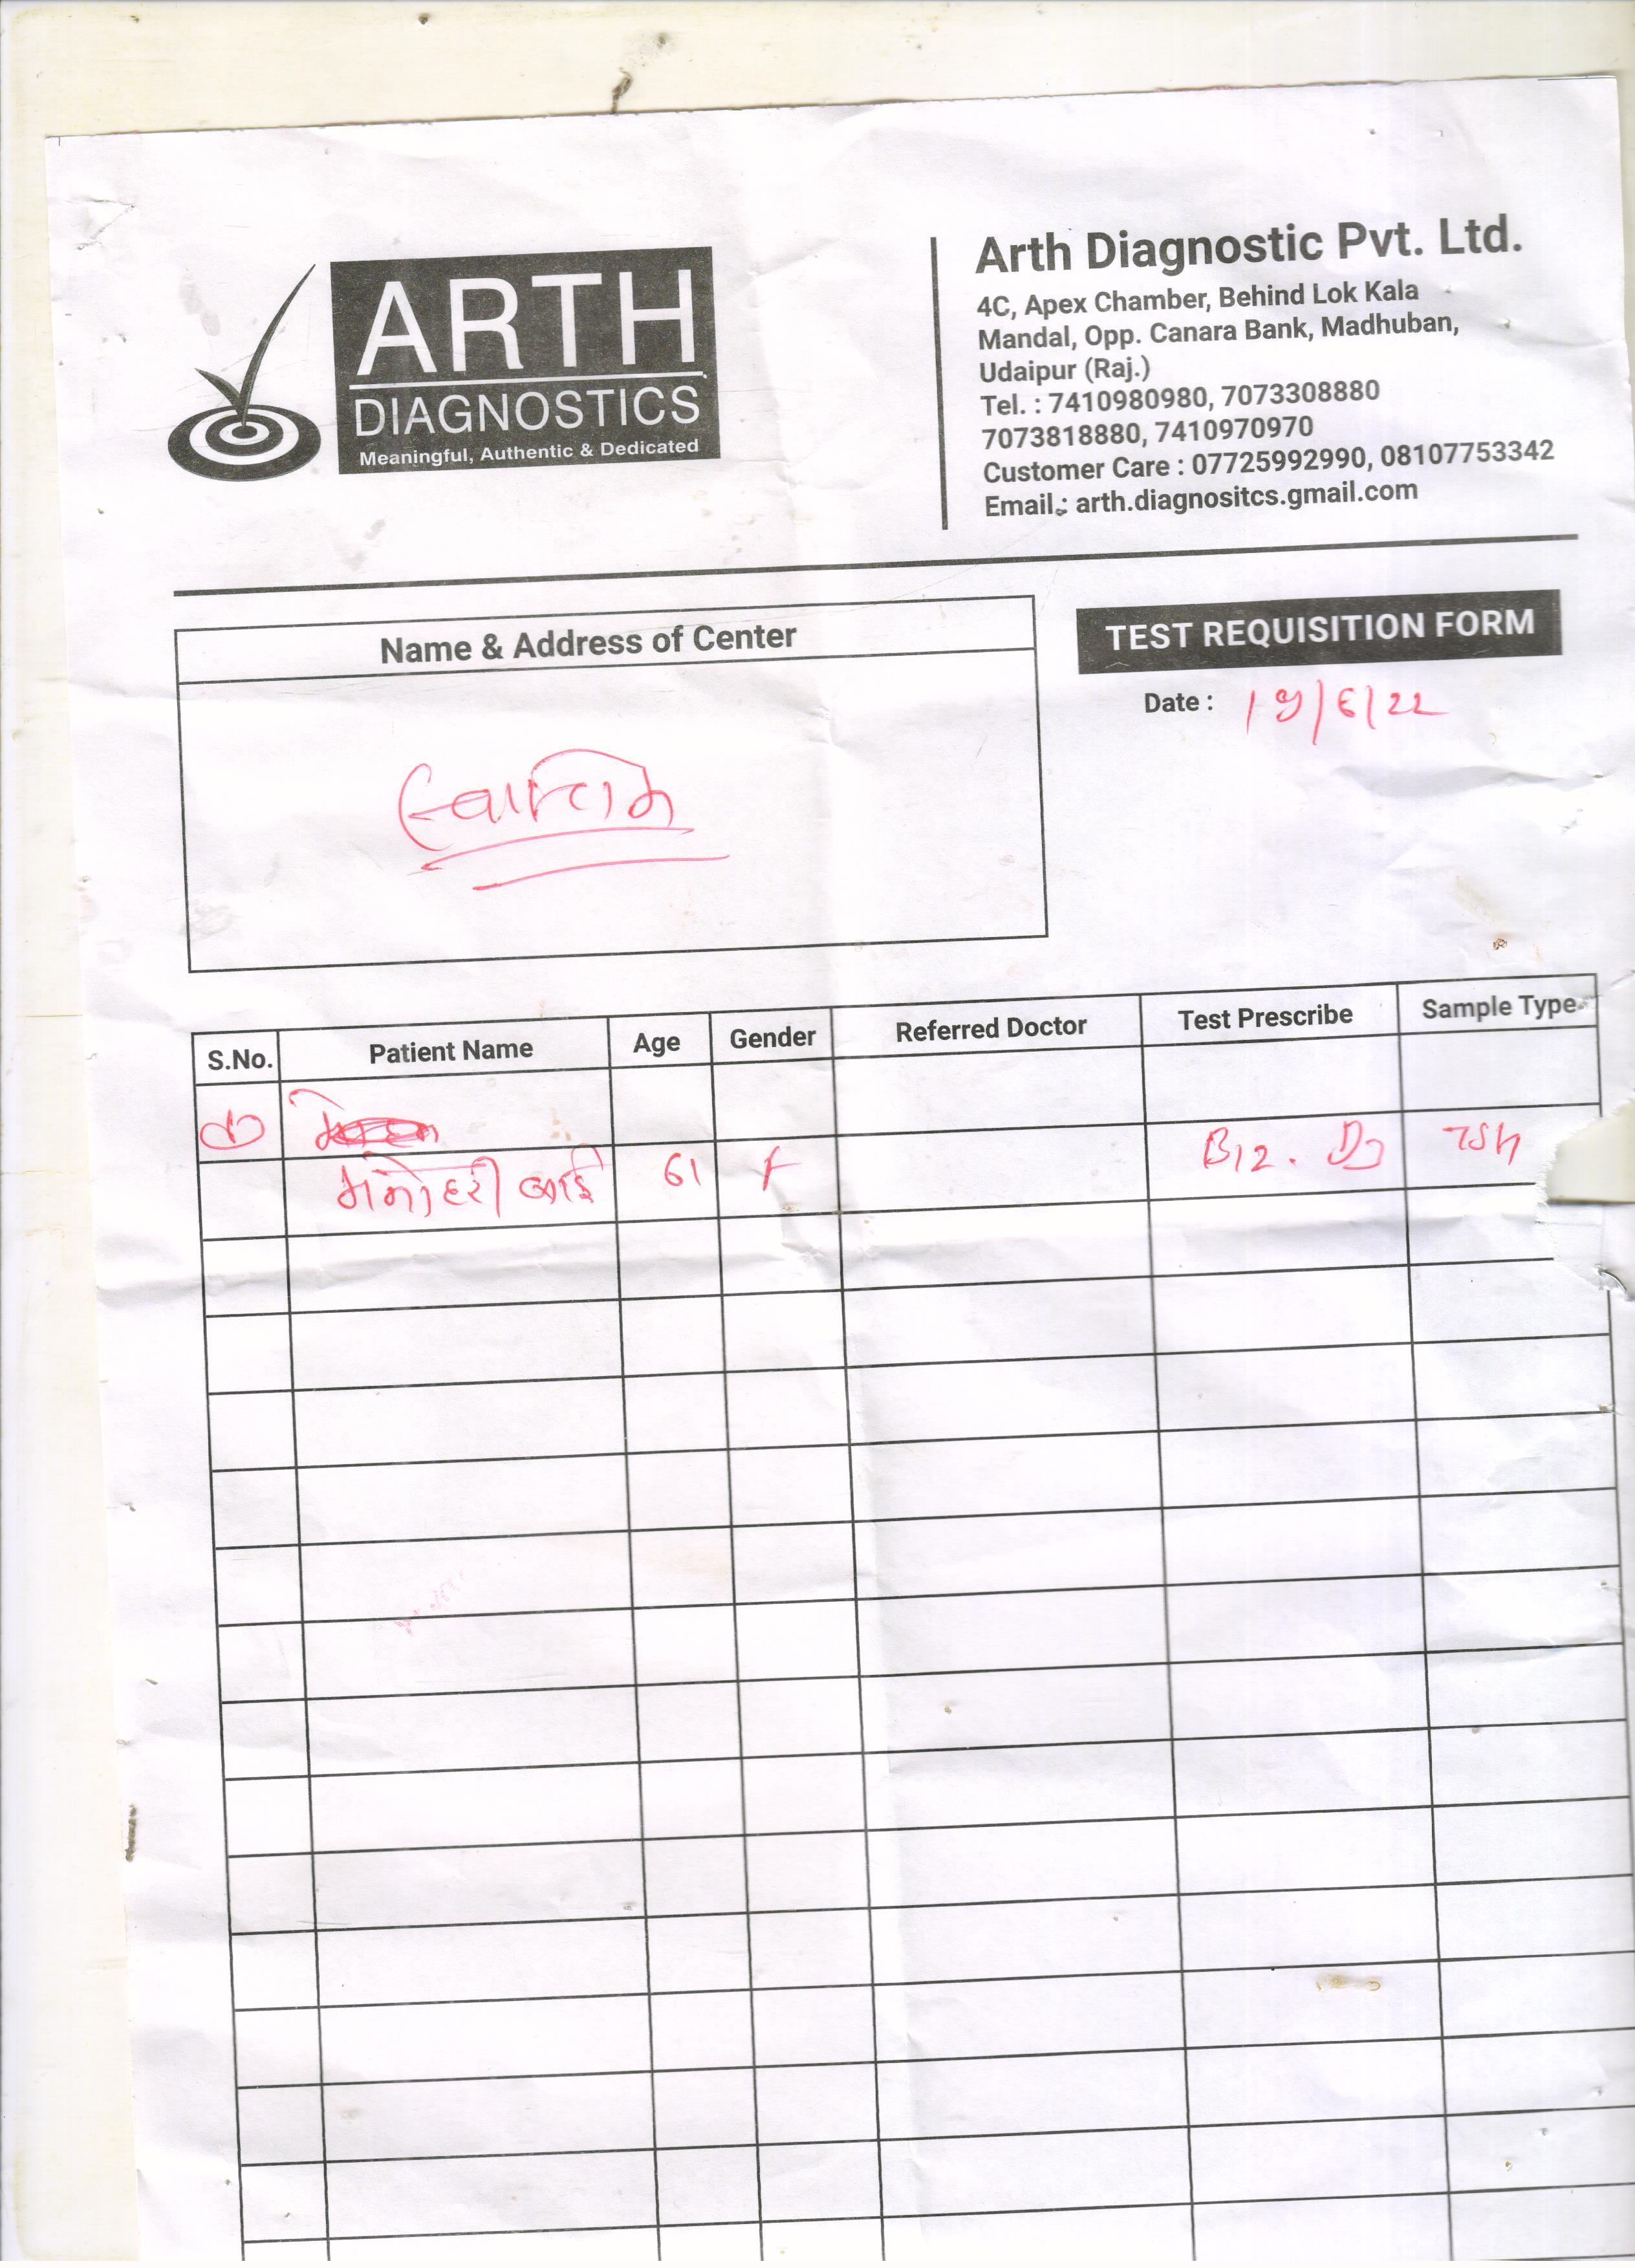 ARTH
DIAGNOSTICS
Meaningful, Authentic & Dedicated
Arth Diagnostic Pvt. Ltd.
4C, Apex Chamber, Behind Lok Kala
Mandal, Opp. Canara Bank, Madhuban,
Udaipur (Raj.)
Tel. : 7410980980, 7073308880
7073818880, 7410970970
Customer Care : 07725992990, 08107753342
Email : arth.diagnositcs.gmail.com
Name & Address of Center
TEST REQUISITION FORM
Date : 19/6/22
S.No. Patient Name Age Gender Referred Doctor Test Prescribe Sample Type
मनोहरी बाई 61 F B12. D3 TSH